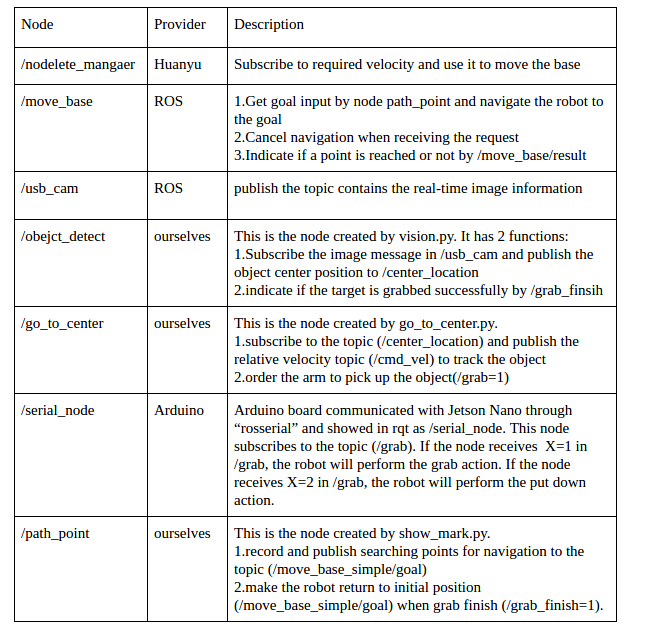 Node Provider Description
/nodelete_mangaer Huanyu Subscribe to required velocity and use it to move the base
/move_base ROS 1.Get goal input by node path_point and navigate the robot to
the goal
2.Cancel navigation when receiving the request
3.Indicate if a point is reached or not by /move_base/result
/usb_cam ROS publish the topic contains the real-time image information
/obejct_detect ourselves This is the node created by vision.py. It has 2 functions:
1.Subscribe the image message in /usb_cam and publish the
object center position to /center_location
2.indicate if the target is grabbed successfully by /grab_finsih
/go_to_center ourselves This is the node created by go_to_center.py.
1.subscribe to the topic (/center_location) and publish the
relative velocity topic (/cmd_vel) to track the object
2.order the arm to pick up the object(/grab=1)
/serial_node Arduino Arduino board communicated with Jetson Nano through
“rosserial” and showed in rqt as /serial_node. This node
subscribes to the topic (/grab). If the node receives X=1 in
/grab, the robot will perform the grab action. If the node
receives X=2 in /grab, the robot will perform the put down
action.
/path_point ourselves This is the node created by show_mark.py.
1.record and publish searching points for navigation to the
topic (/move_base_simple/goal)
2.make the robot return to initial position
(/move_base_simple/goal) when grab finish (/grab_finish=1).